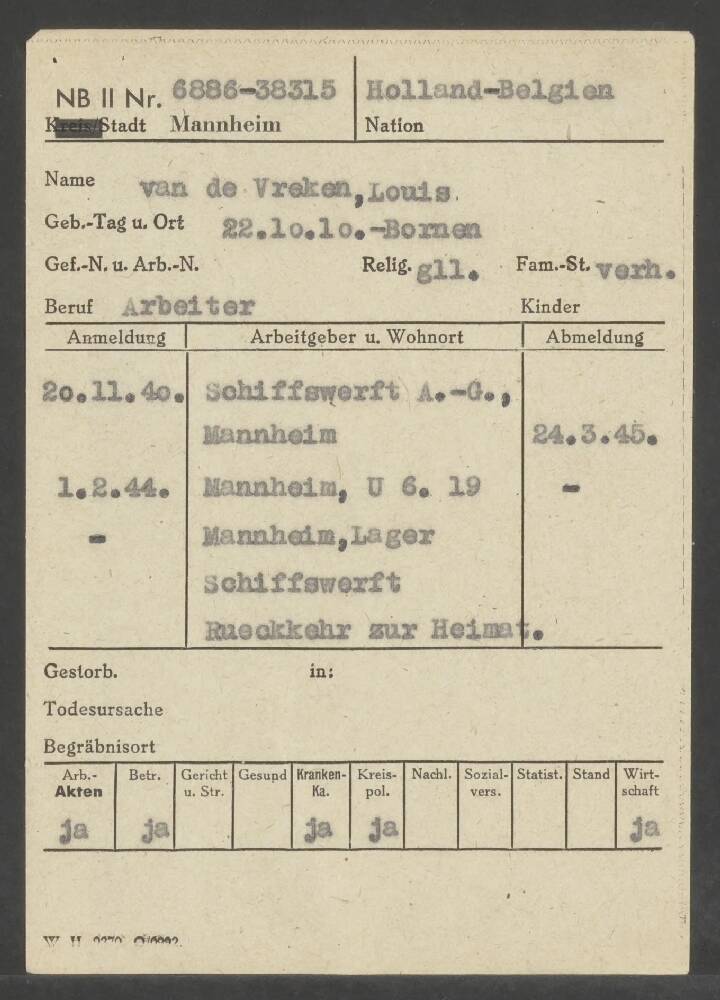 NB II Nr. 6886-38315 Holland-Belgien
Kreis/Stadt Mannheim Nation
Name van de Vreken,Louis.
Geb.-Tag u. Ort 22.1o.1o.-Bornen
Gef.-N. u. Arb.-N. Relig. gll. Fam.-St. verh.
Beruf Arbeiter Kinder
Anmeldung Arbeitgeber u. Wohnort Abmeldung
2o.11.4o. Schiffswerft A.-G.,
Mannheim 24.3.45.
1.2.44. Mannheim, U 6. 19 -
- Mannheim,Lager
Schiffswerft
Rueckkehr zur Heimat.
Gestorb. in:
Todesursache
Begräbnisort
Arb.- Betr. Gericht Gesund Kranken- Kreis- Nachl. Sozial- Statist. Stand Wirt-
Akten u. Str. Ka. pol. vers. schaft
ja ja ja ja ja